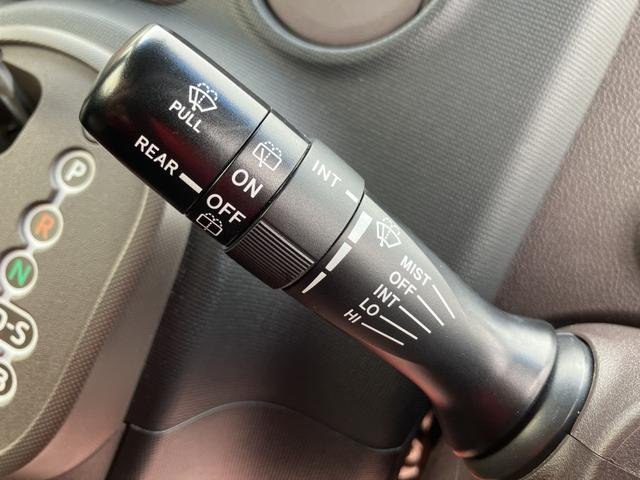 PULL
REAR
ON
OFF
INT
MIST
OFF
INT
LO
HI
P
R
N
D-S
B